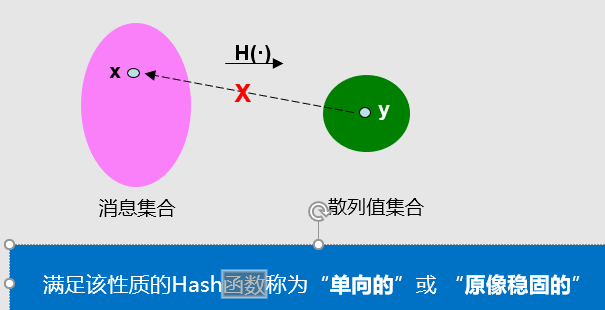 H(·)
x
X
y
消息集合
散列值集合
满足该性质的Hash函数称为“单向的”或 “原像稳固的”